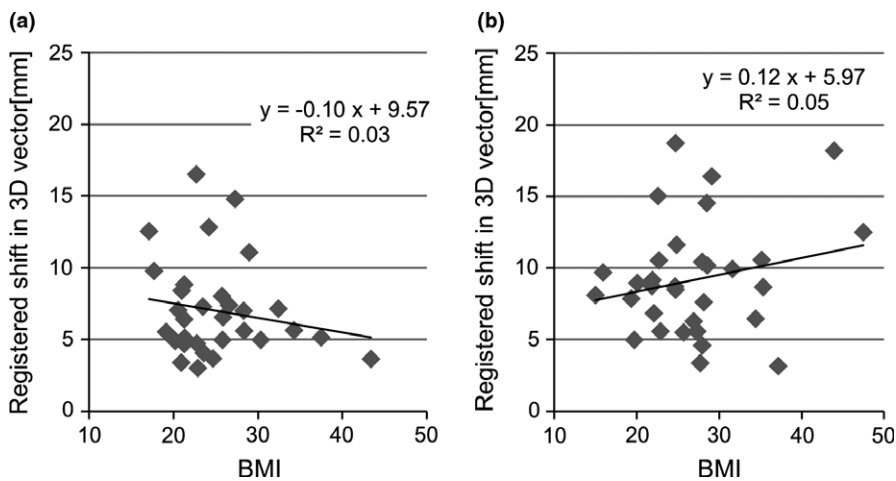 (a)
Registered shift in 3D vector[mm]
25
20
15
10
5
0
y = -0.10 x + 9.57
R² = 0.03
10 20 30 40 50
BMI
(b)
Registered shift in 3D vector[mm]
25
20
15
10
5
0
y = 0.12 x + 5.97
R² = 0.05
10 20 30 40 50
BMI